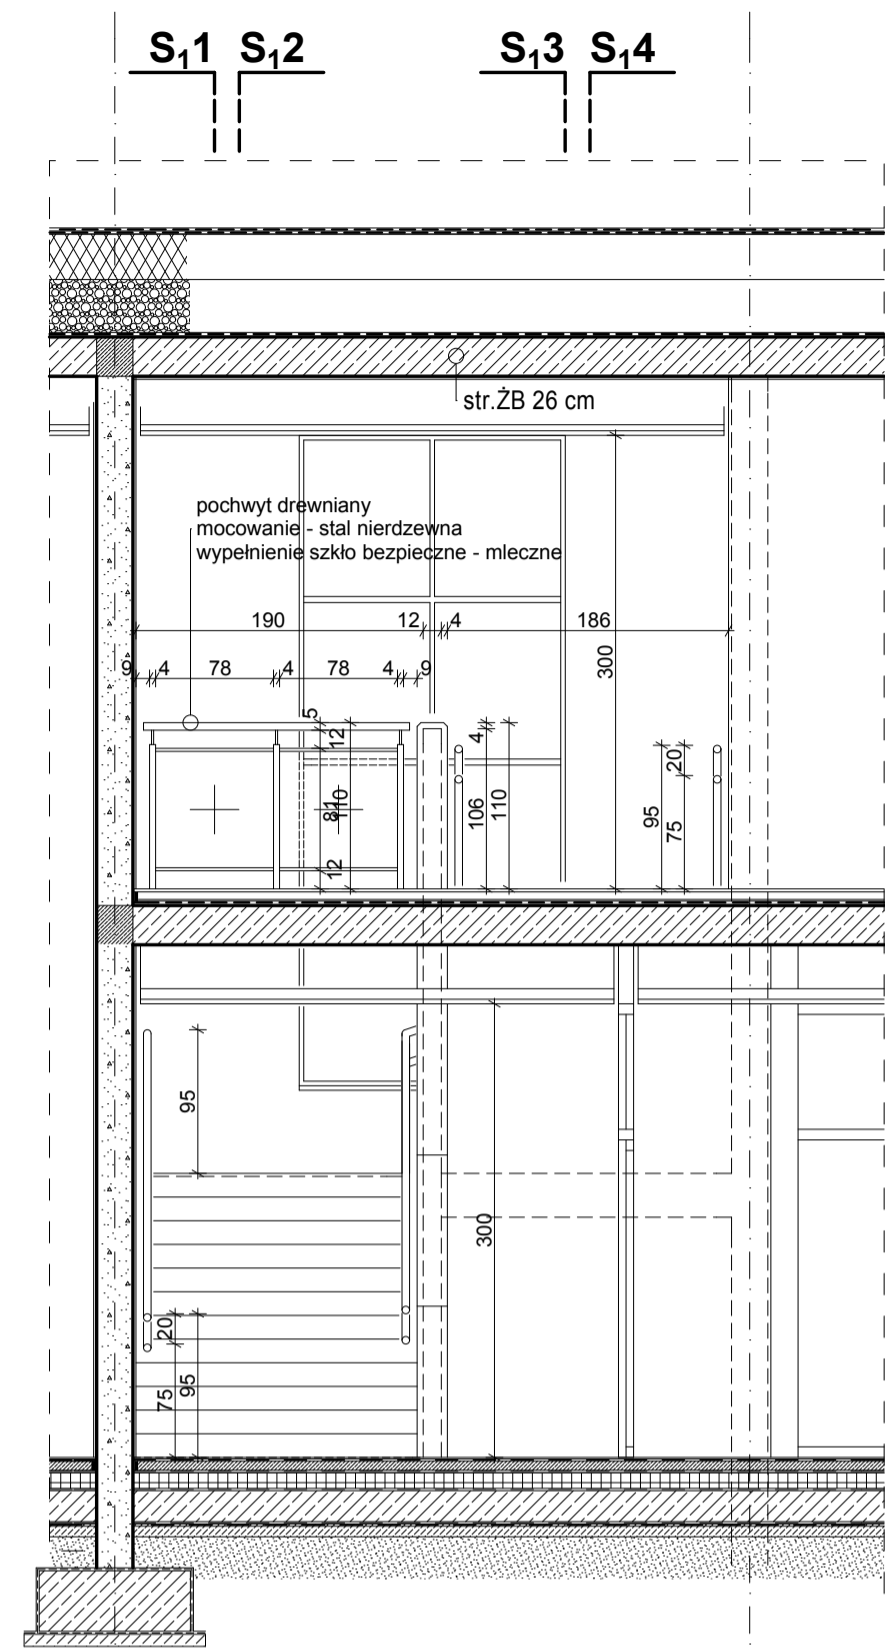 S₁1 S₁2 S₁3 S₁4
str.ŻB 26 cm
pochwyt drewniany
mocowanie - stal nierdzewna
wypełnienie szkło bezpieczne - mleczne
190 12 4 186
9 4 78 4 78 4 9
300
5
12
81
110
12
4
106
110
95
20
75
95
300
20
75
95